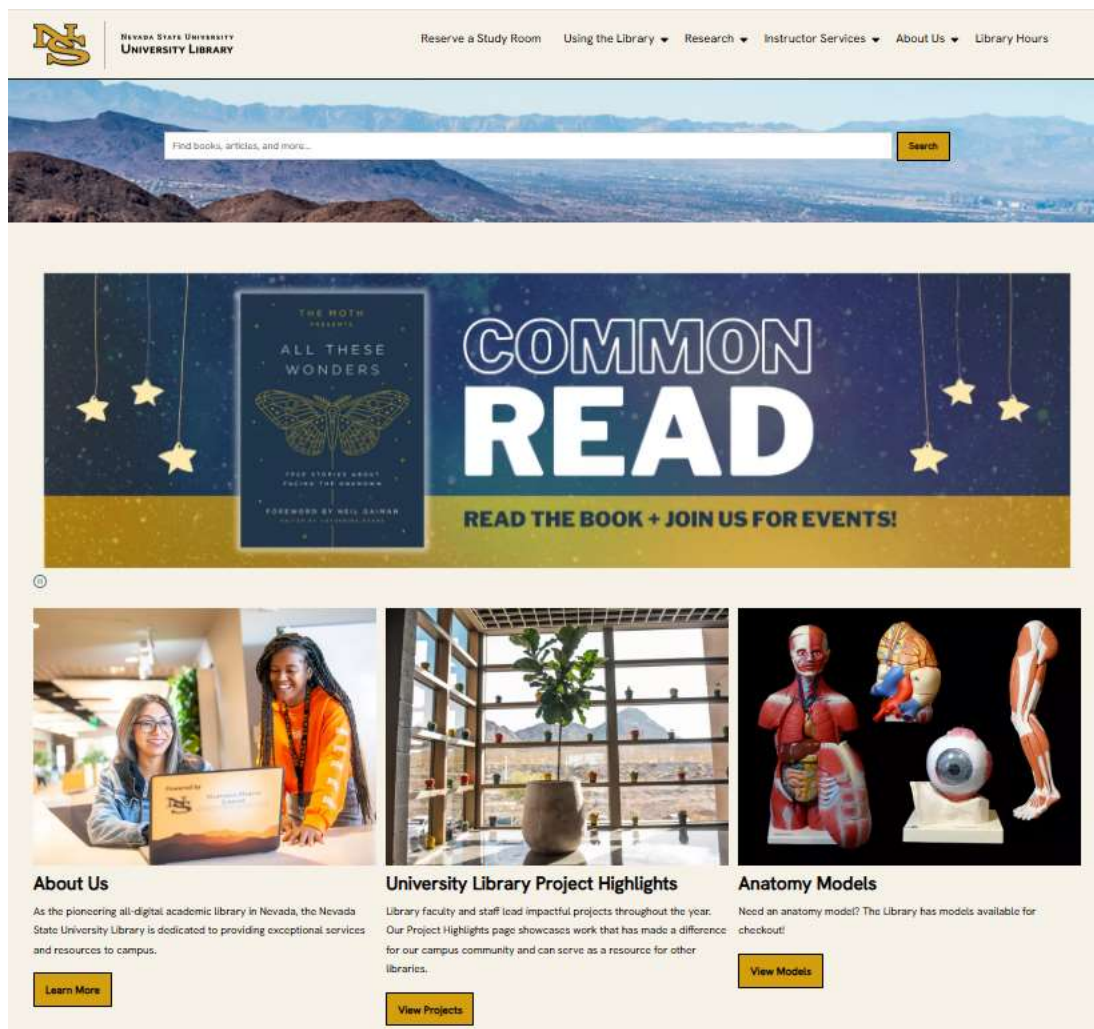 NEVADA STATE UNIVERSITY
UNIVERSITY LIBRARY
Reserve a Study Room Using the Library Research Instructor Services About Us Library Hours
Find books, articles, and more...
Search
THE MOTH
PRESENTS
ALL THESE
WONDERS
TRUE STORIES ABOUT
FACING THE UNKNOWN
FOREWORD BY NEIL GAIMAN
COMMON
READ
READ THE BOOK + JOIN US FOR EVENTS!
Powered by
NS
About Us
As the pioneering all-digital academic library in Nevada, the Nevada
State University Library is dedicated to providing exceptional services
and resources to campus.
Learn More
University Library Project Highlights
Library faculty and staff lead impactful projects throughout the year.
Our Project Highlights page showcases work that has made a difference
for our campus community and can serve as a resource for other
libraries.
View Projects
Anatomy Models
Need an anatomy model? The Library has models available for
checkout!
View Models